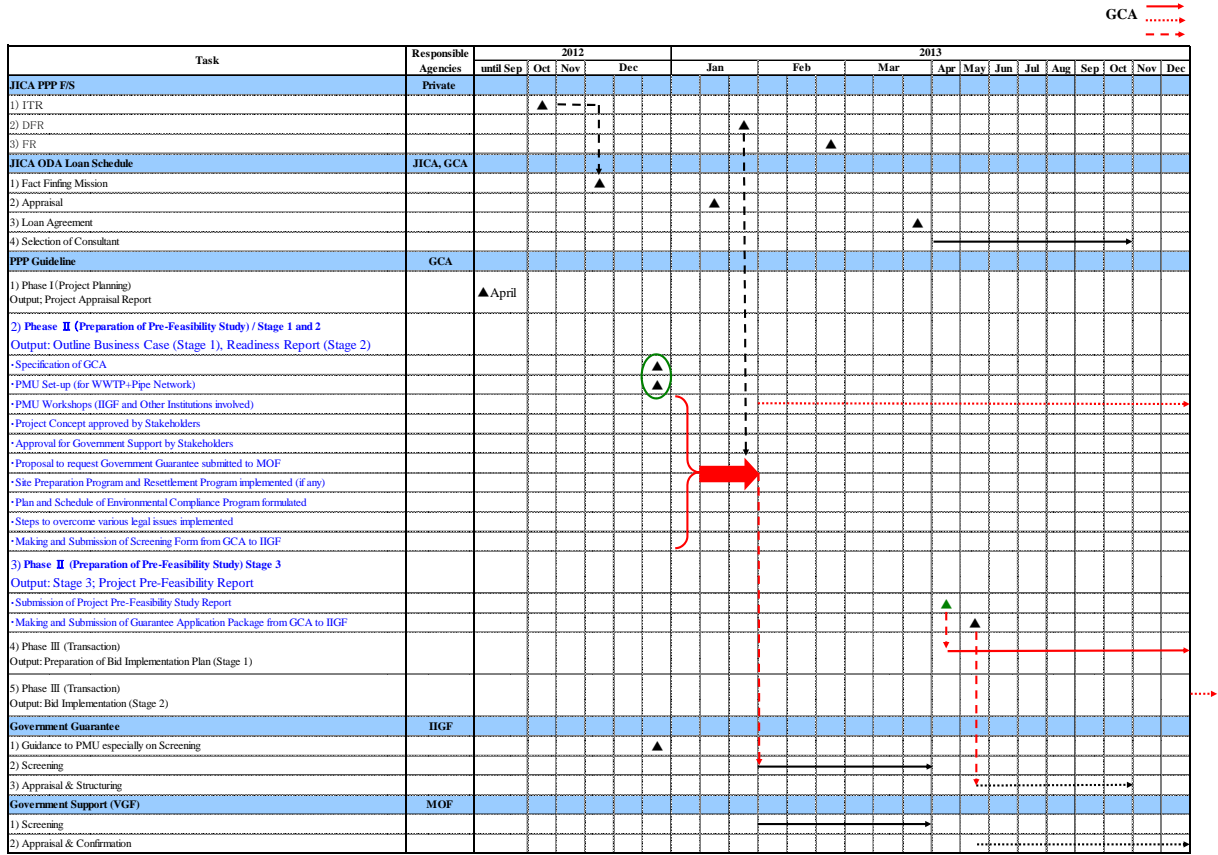 GCA
Task
Responsible Agencies
2012
2013
until Sep Oct Nov Dec Jan Feb Mar Apr May Jun Jul Aug Sep Oct Nov Dec
JICA PPP F/S Private
1) ITR
2) DFR
3) FR
JICA ODA Loan Schedule JICA, GCA
1) Fact Finfing Mission
2) Appraisal
3) Loan Agreement
4) Selection of Consultant
PPP Guideline GCA
1) Phase I(Project Planning)
Output; Project Appraisal Report
▲April
2) Phease Ⅱ (Preparation of Pre-Feasibility Study) / Stage 1 and 2
Output: Outline Business Case (Stage 1), Readiness Report (Stage 2)
・Specification of GCA
・PMU Set-up (for WWTP+Pipe Network)
・PMU Workshops (IIGF and Other Institutions involved)
・Project Concept approved by Stakeholders
・Approval for Government Support by Stakeholders
・Proposal to request Government Guarantee submitted to MOF
・Site Preparation Program and Resettlement Program implemented (if any)
・Plan and Schedule of Environmental Compliance Program formulated
・Steps to overcome various legal issues implemented
・Making and Submission of Screening Form from GCA to IIGF
3) Phase Ⅱ (Preparation of Pre-Feasibility Study) Stage 3
Output: Stage 3; Project Pre-Feasibility Report
・Submission of Project Pre-Feasibility Study Report
・Making and Submission of Guarantee Application Package from GCA to IIGF
4) Phase Ⅲ (Transaction)
Output: Preparation of Bid Implementation Plan (Stage 1)
5) Phase Ⅲ (Transaction)
Output: Bid Implementation (Stage 2)
Government Guarantee IIGF
1) Guidance to PMU especially on Screening
2) Screening
3) Appraisal & Structuring
Government Support (VGF) MOF
1) Screening
2) Appraisal & Confirmation